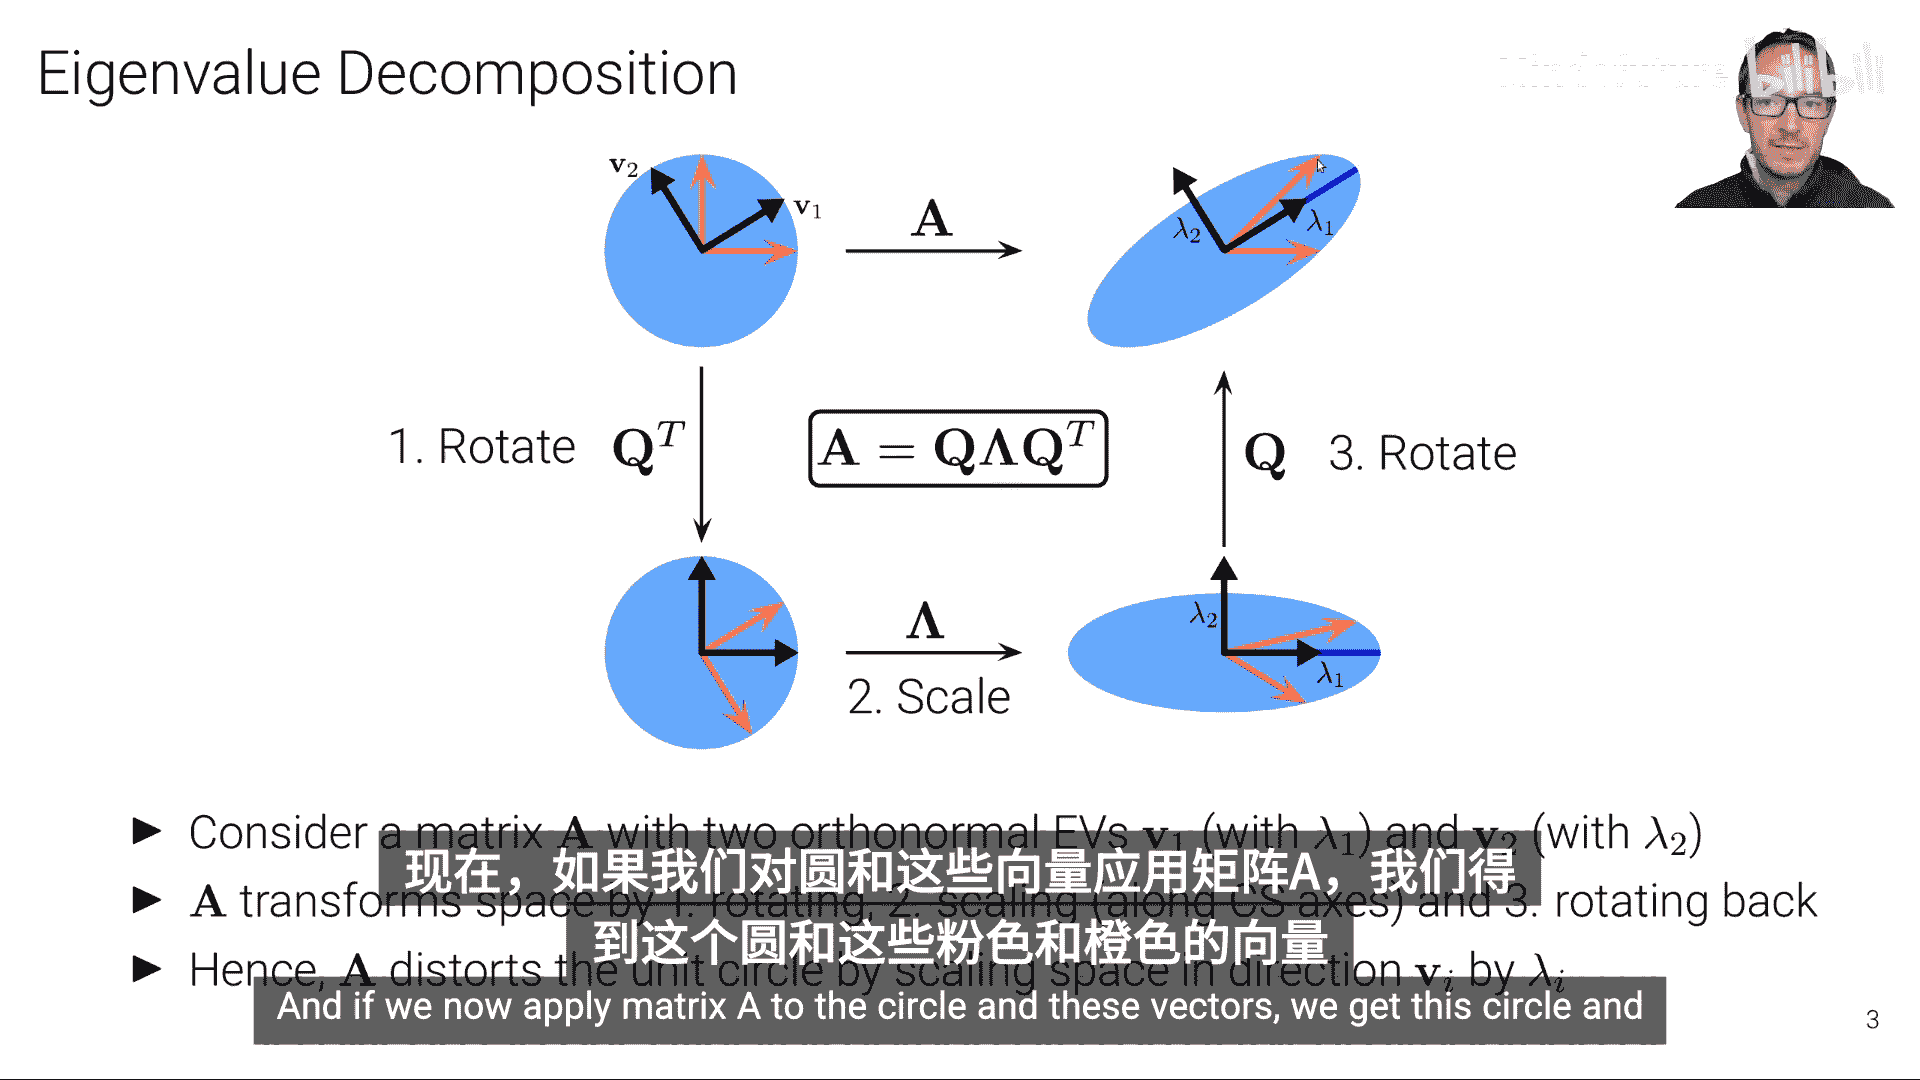 Eigenvalue Decomposition
bilibili
v₂
v₁
A
λ₂
λ₁
1. Rotate Qᵀ
A = QΛQᵀ
Q 3. Rotate
Λ
2. Scale
λ₂
λ₁
► Consider a matrix A with two orthonormal EVs v₁ (with λ₁) and v₂ (with λ₂)
► A transforms space by 1. rotating, 2. scaling (along CS axes) and 3. rotating back
► Hence, A distorts the unit circle by scaling space in direction vᵢ by λᵢ
现在，如果我们对圆和这些向量应用矩阵A，我们得
到这个圆和这些粉色和橙色的向量
And if we now apply matrix A to the circle and these vectors, we get this circle and
3